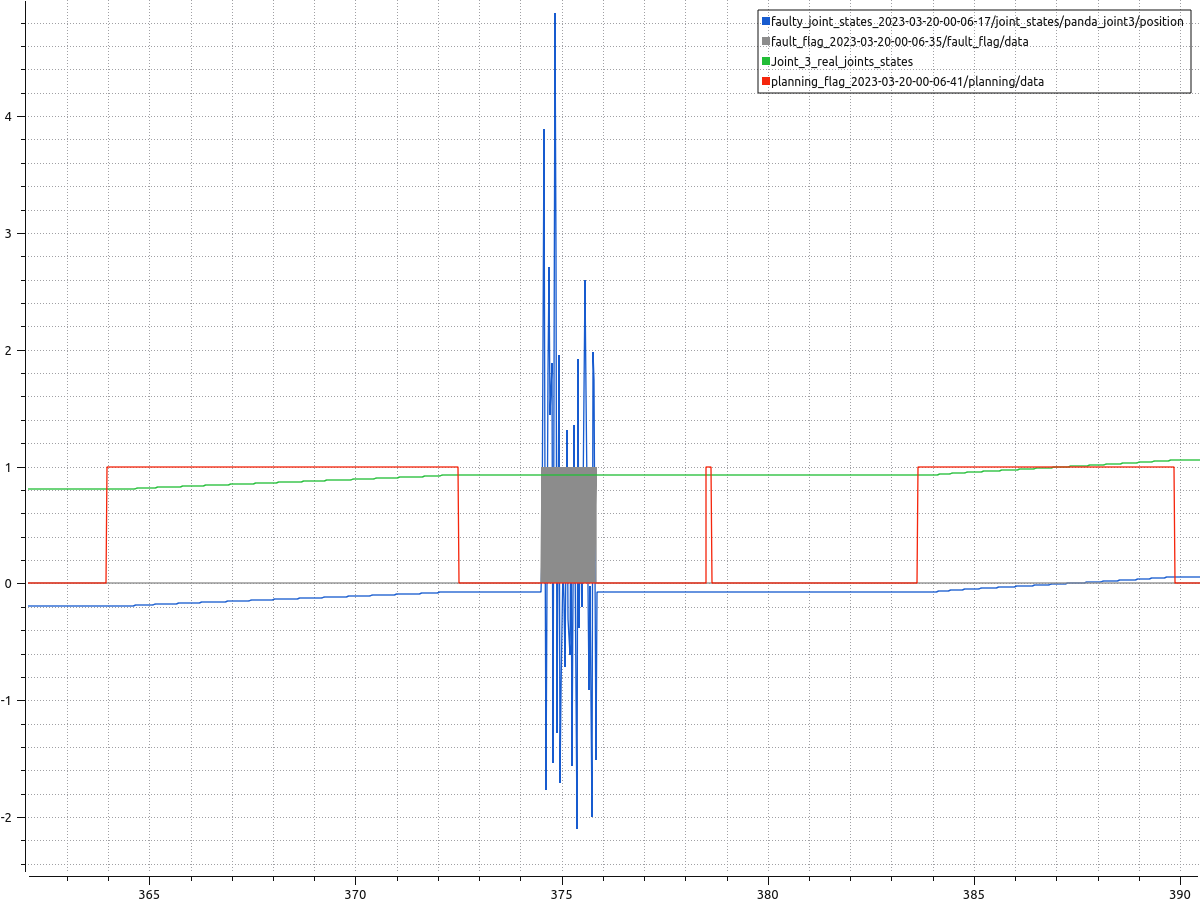 faulty_joint_states_2023-03-20-00-06-17/joint_states/panda_joint3/position
fault_flag_2023-03-20-00-06-35/fault_flag/data
Joint_3_real_joints_states
planning_flag_2023-03-20-00-06-41/planning/data
4
3
2
1
0
-1
-2
365 370 375 380 385 390